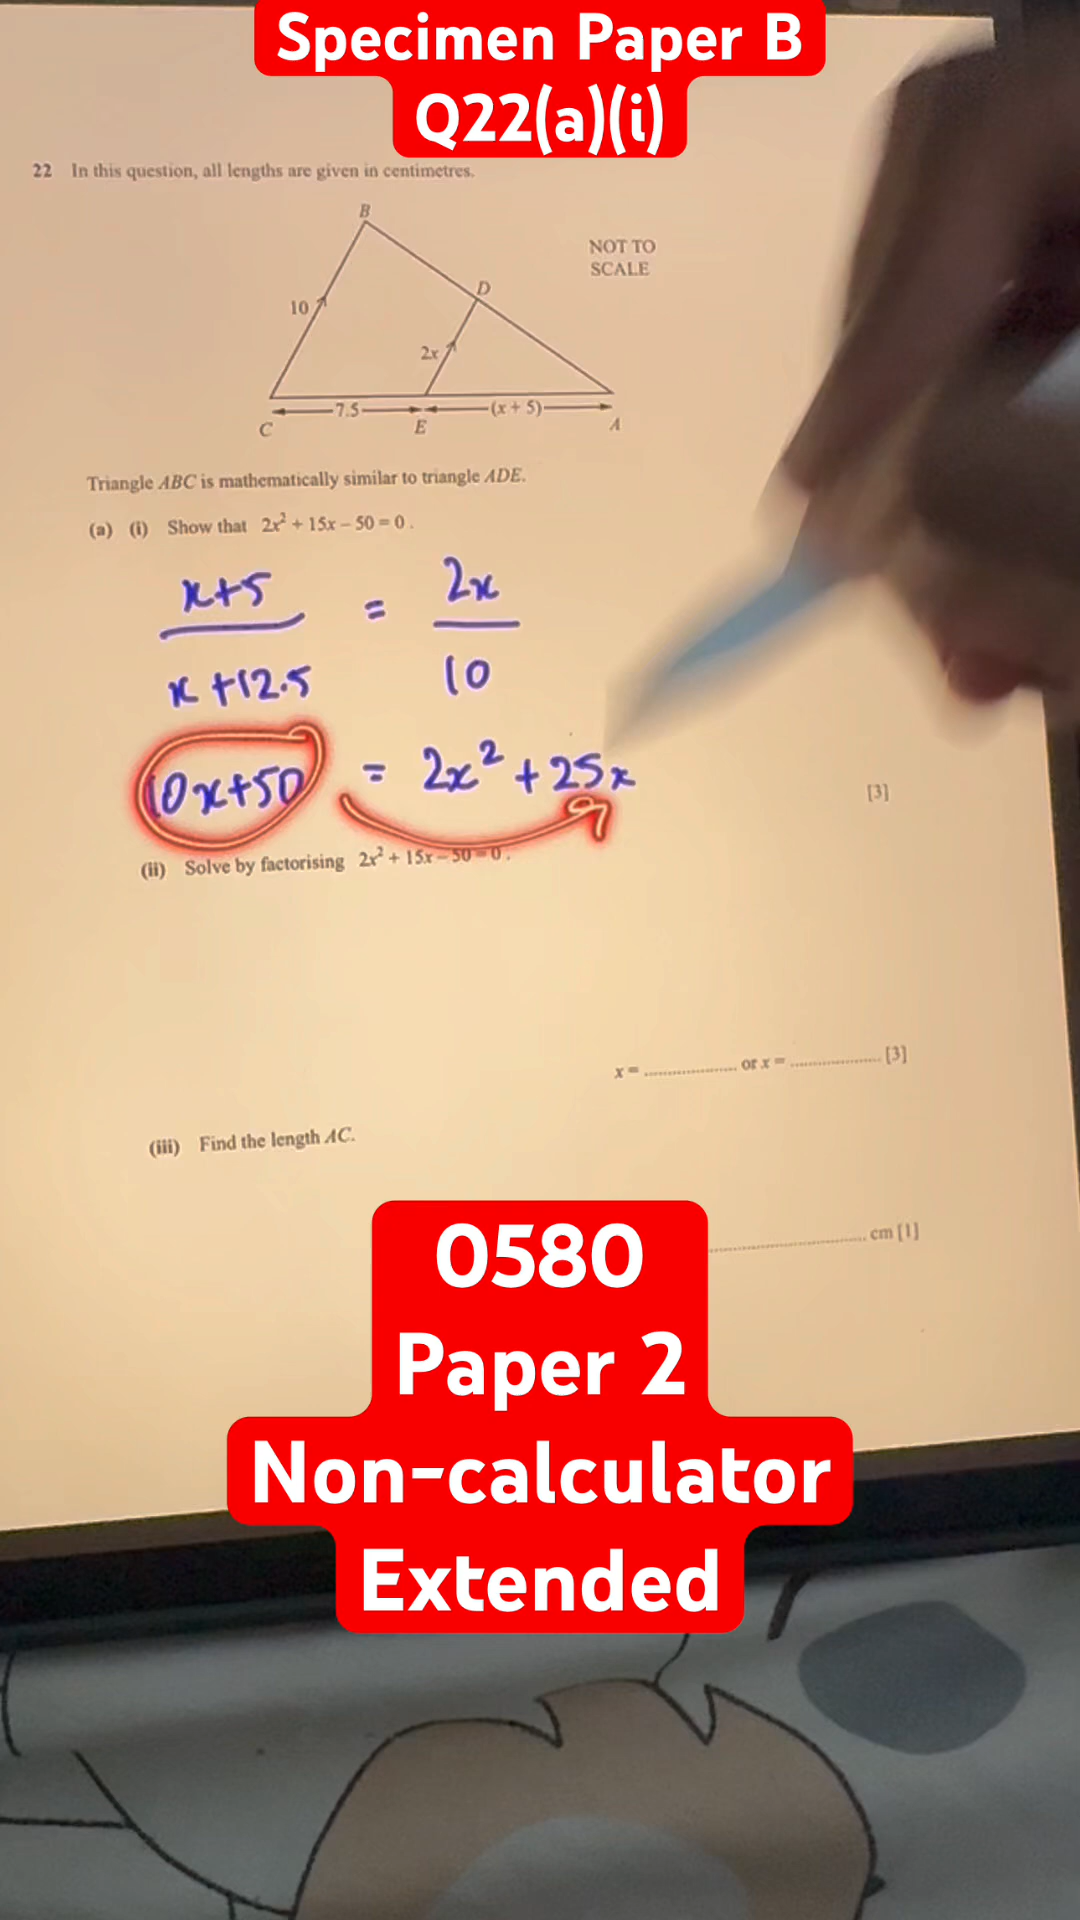 Specimen Paper B
Q22(a)(i)
22 In this question, all lengths are given in centimetres.
B
NOT TO
SCALE
D
10
2x
7.5
(x + 5)
C
E
A
Triangle ABC is mathematically similar to triangle ADE.
(a) (i) Show that 2x² + 15x – 50 = 0 .
x+5 = 2x
x+12.5 10
10x+50 = 2x² + 25x
[3]
(ii) Solve by factorising 2x² + 15x – 50 = 0 .
x = .................... or x = .................... [3]
(iii) Find the length AC.
.................... cm [1]
0580
Paper 2
Non-calculator
Extended